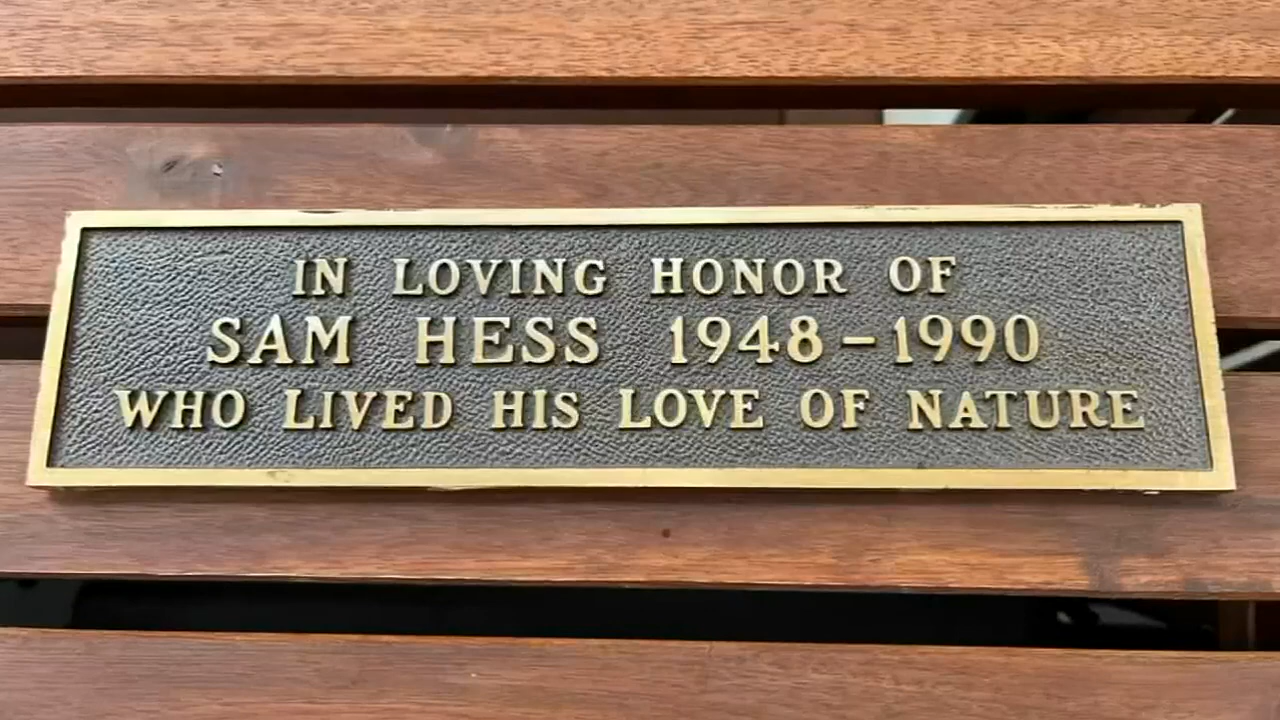 IN LOVING HONOR OF
SAM HESS 1948-1990
WHO LIVED HIS LOVE OF NATURE